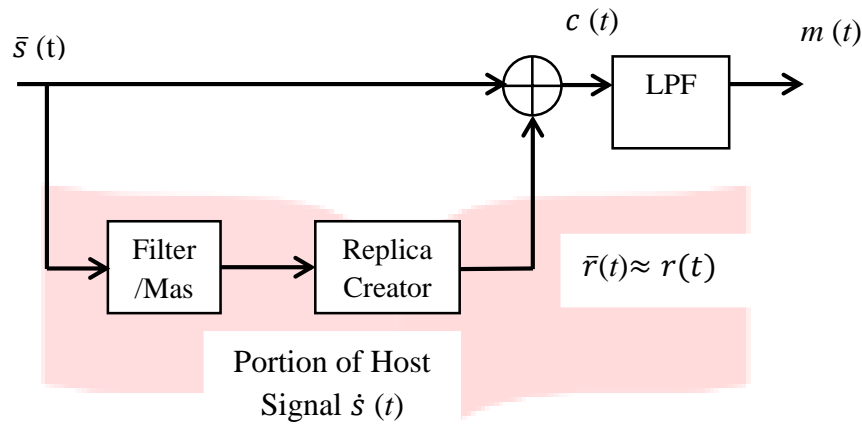 s̄ (t)
c (t)
m (t)
LPF
Filter
/Mas
Replica
Creator
r̄(t)≈ r(t)
Portion of Host
Signal ṡ (t)